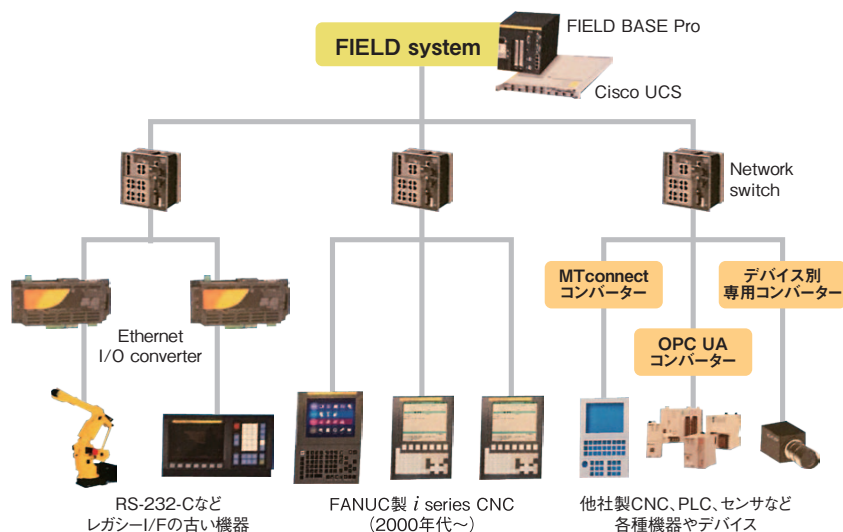 FIELD system
FIELD BASE Pro
Cisco UCS
Network
switch
MTconnect
コンバーター
デバイス別
専用コンバーター
OPC UA
コンバーター
Ethernet
I/O converter
RS-232-Cなど
レガシーI/Fの古い機器
FANUC製 i series CNC
（2000年代〜）
他社製CNC、PLC、センサなど
各種機器やデバイス